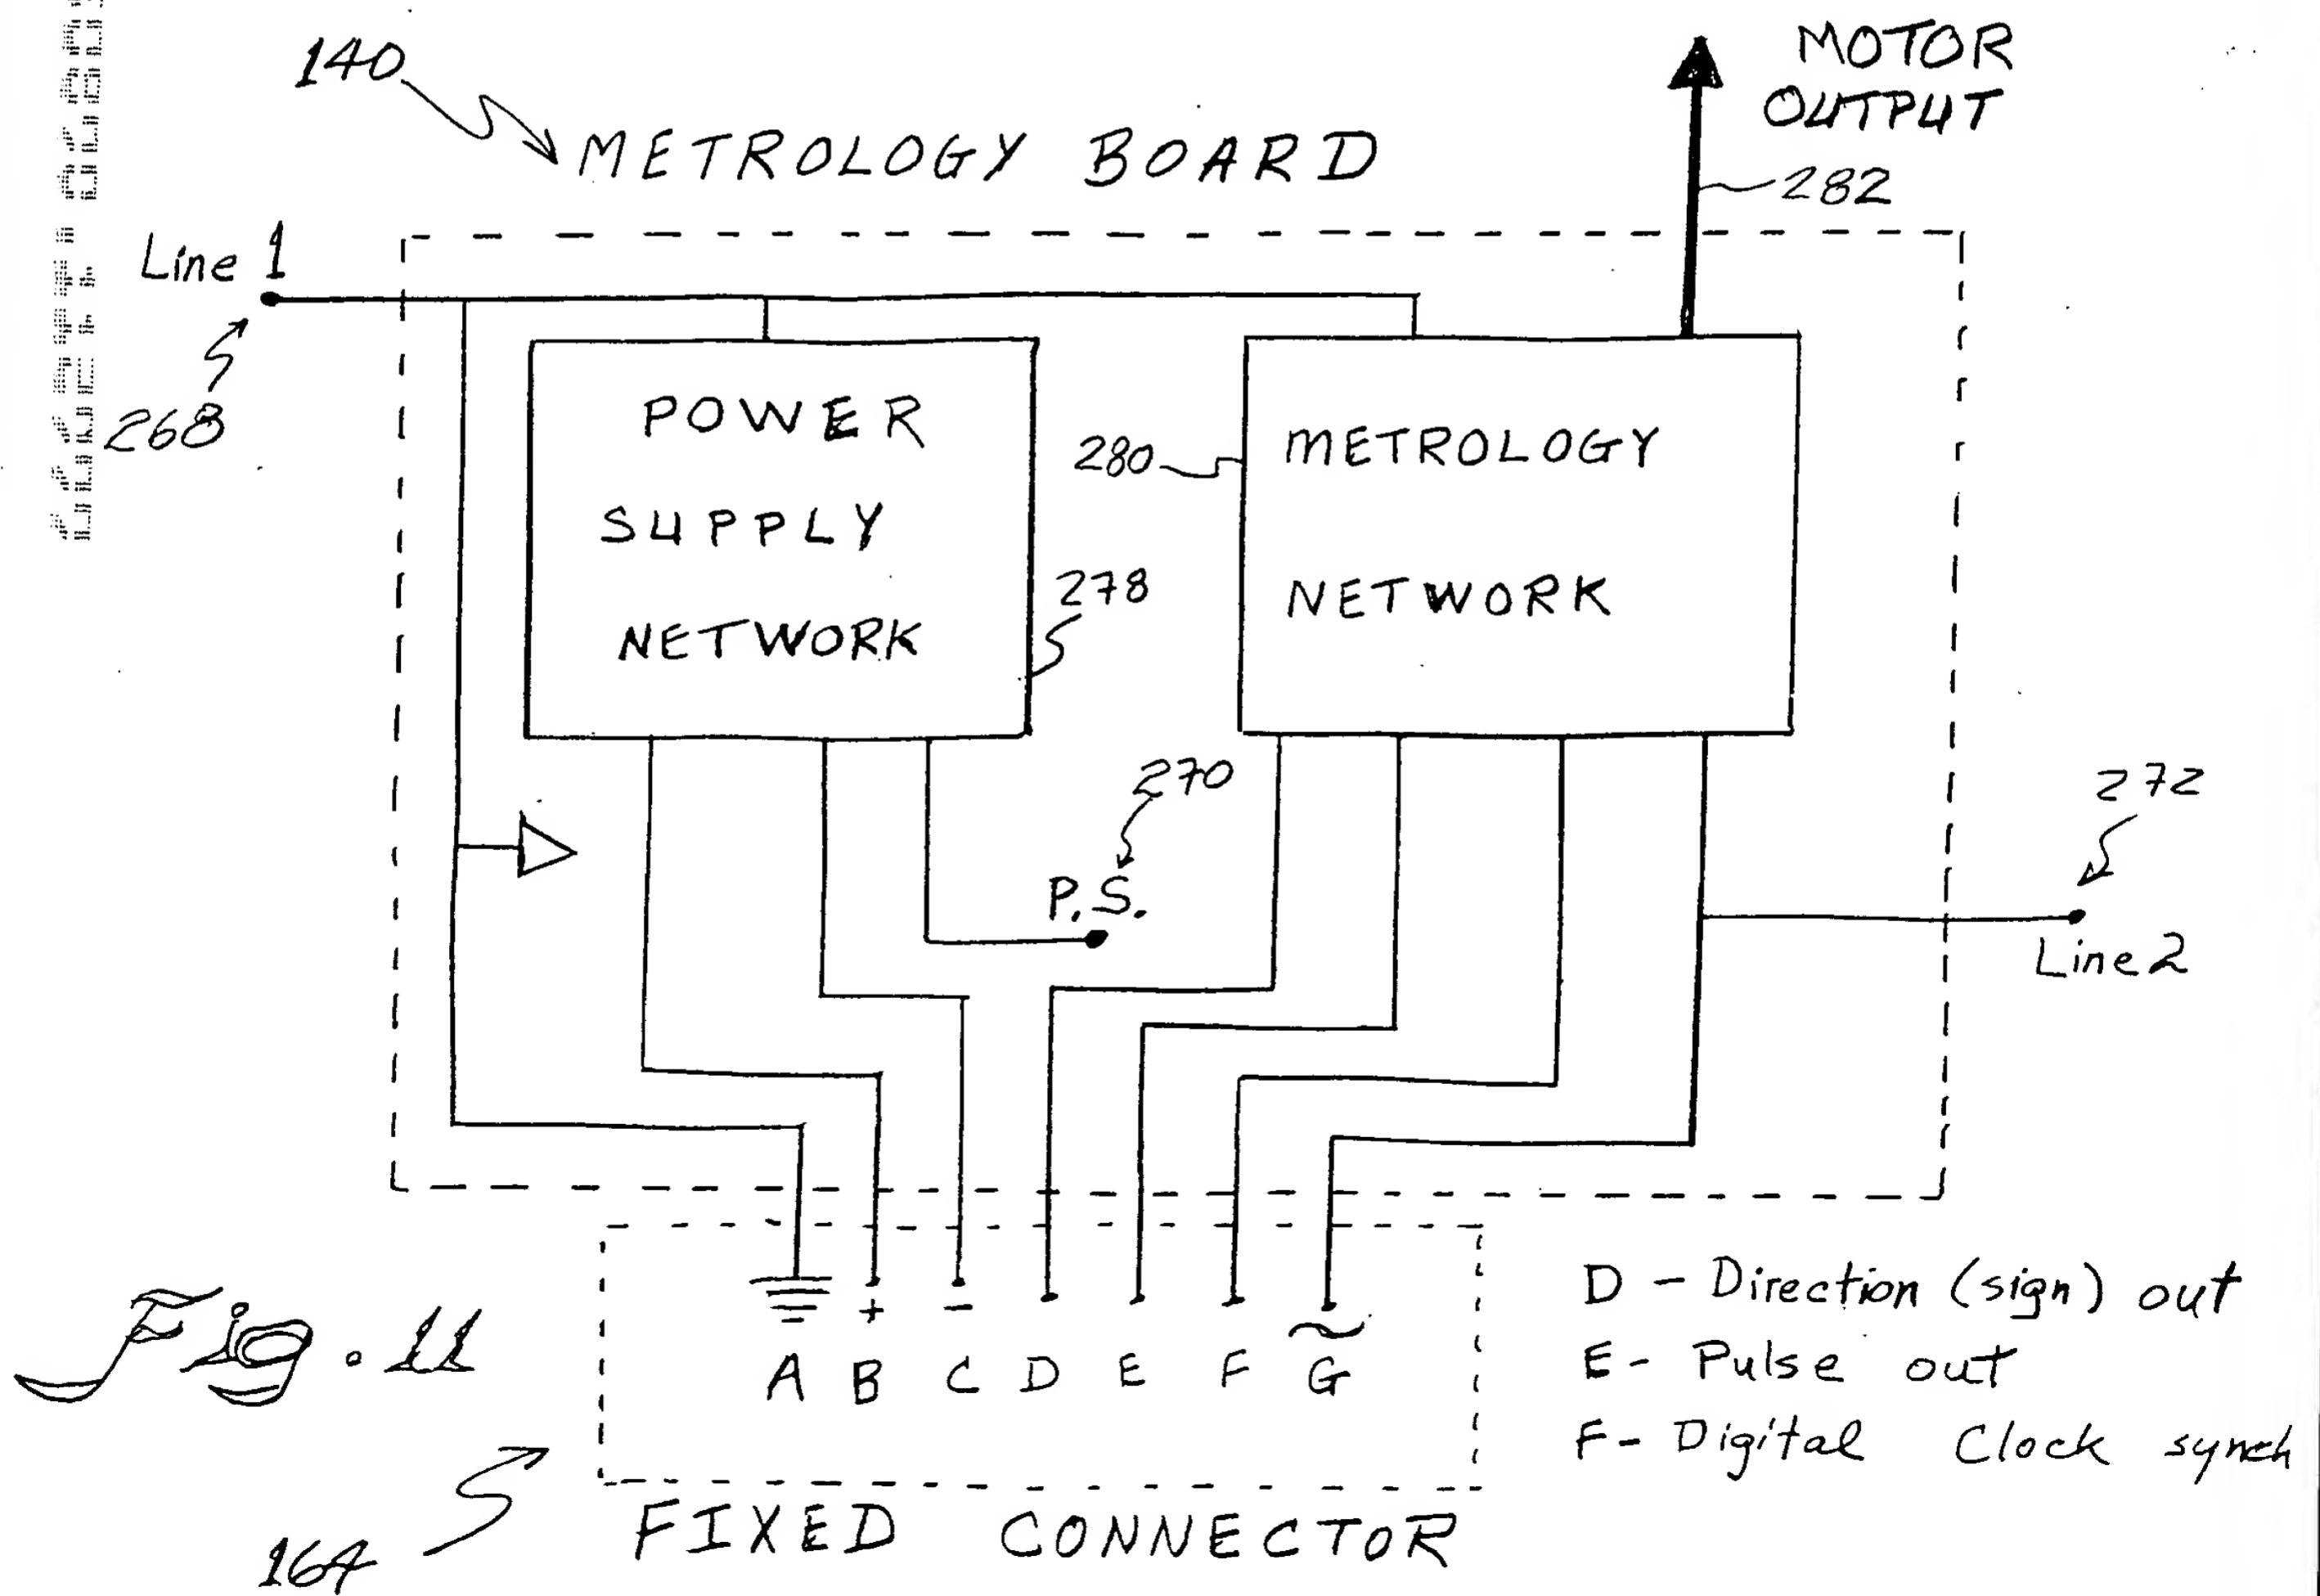 140
MOTOR
OUTPUT
METROLOGY BOARD
282
Line 1
268
POWER
SUPPLY
NETWORK
278
280
METROLOGY
NETWORK
270
P.S.
272
Line 2
+ − ~
A B C D E F G
D - Direction (sign) out
E - Pulse out
F - Digital Clock synch
Fig. 11
164
FIXED CONNECTOR